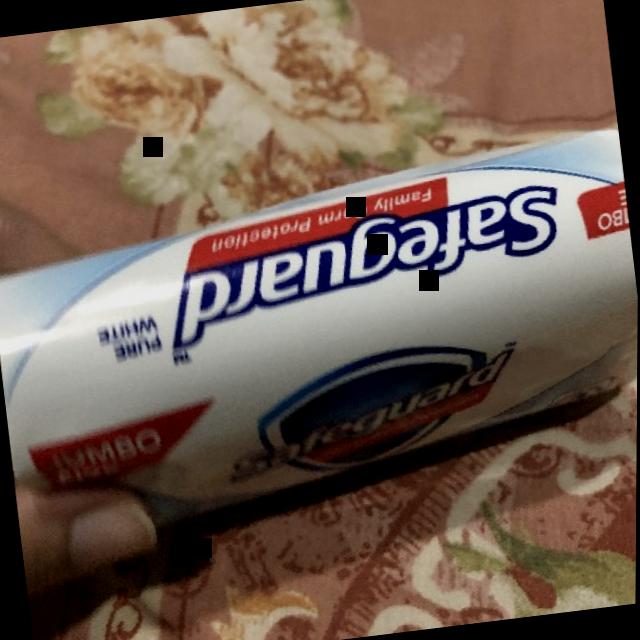 Safeguard
Family Germ Protection
PURE
WHITE
JUMBO
Safeguard